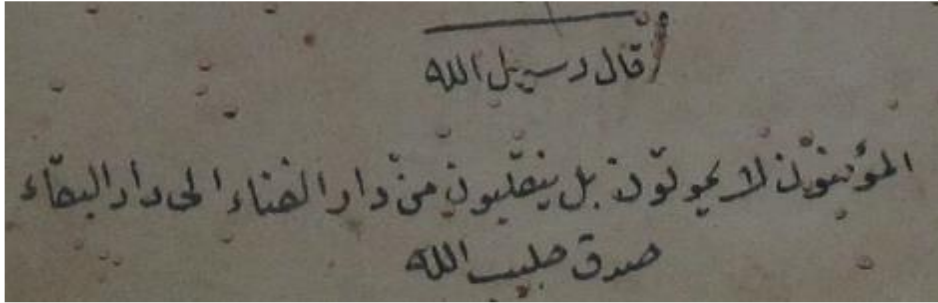 قال رسول الله
المؤمنون لا يموتون بل ينقلبون من دار الفناء الى دار البقاء
صدق حبيب الله